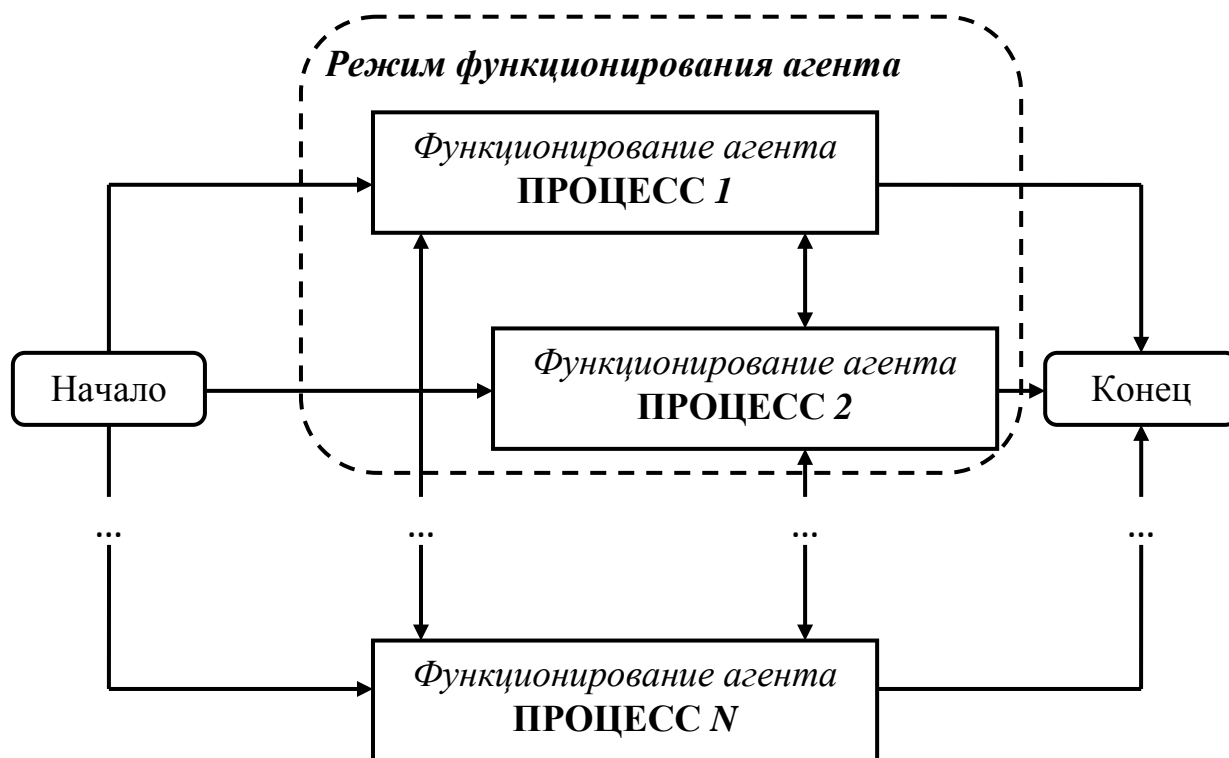 Режим функционирования агента
Функционирование агента
ПРОЦЕСС 1
Функционирование агента
ПРОЦЕСС 2
Начало
Конец
... ... ... ...
Функционирование агента
ПРОЦЕСС N